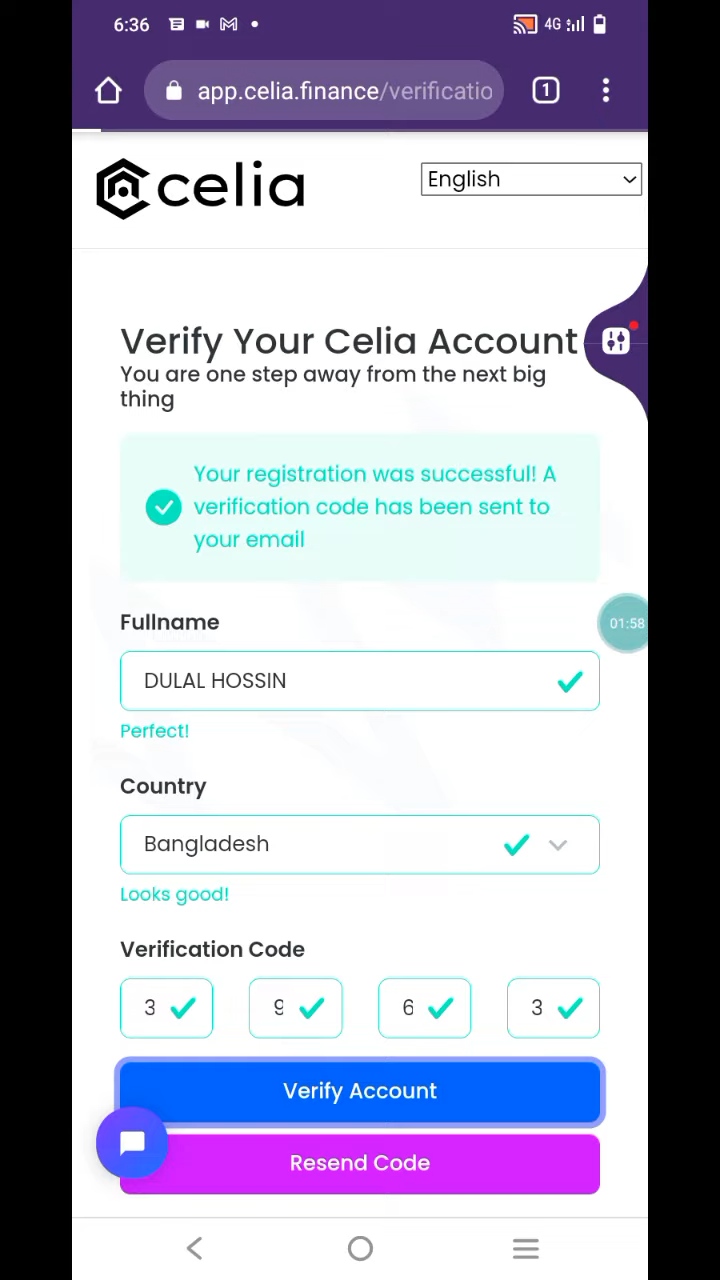 6:36
4G
app.celia.finance/verificatio
1
celia
English
Verify Your Celia Account
You are one step away from the next big
thing
Your registration was successful! A
verification code has been sent to
your email
Fullname
01:58
DULAL HOSSIN
Perfect!
Country
Bangladesh
Looks good!
Verification Code
3 9 6 3
Verify Account
Resend Code